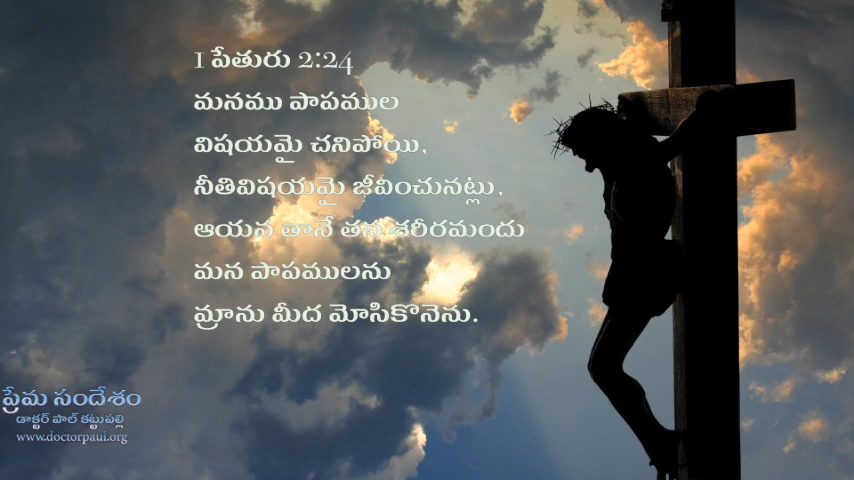 1 పేతురు 2:24
మనము పాపముల
విషయమై చనిపోయి,
నీతివిషయమై జీవించునట్లు,
ఆయన తానే తన శరీరమందు
మన పాపములను
మ్రాను మీద మోసికొనెను.
ప్రేమ సందేశం
డాక్టర్ పాల్ కట్టుపల్లి
www.doctorpaul.org